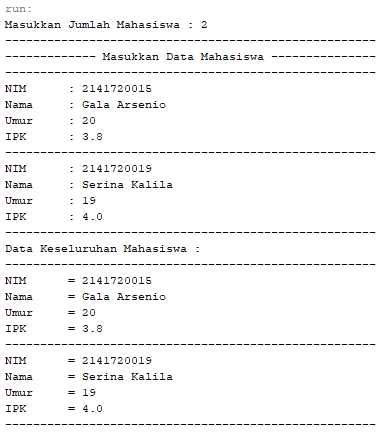 run:
Masukkan Jumlah Mahasiswa : 2
-----------------------------------------------------
------------- Masukkan Data Mahasiswa ---------------
-----------------------------------------------------
NIM      : 2141720015
Nama     : Gala Arsenio
Umur     : 20
IPK      : 3.8
-----------------------------------------------------
NIM      : 2141720019
Nama     : Serina Kalila
Umur     : 19
IPK      : 4.0
-----------------------------------------------------
Data Keseluruhan Mahasiswa :
-----------------------------------------------------
NIM      = 2141720015
Nama     = Gala Arsenio
Umur     = 20
IPK      = 3.8
-----------------------------------------------------
NIM      = 2141720019
Nama     = Serina Kalila
Umur     = 19
IPK      = 4.0
-----------------------------------------------------